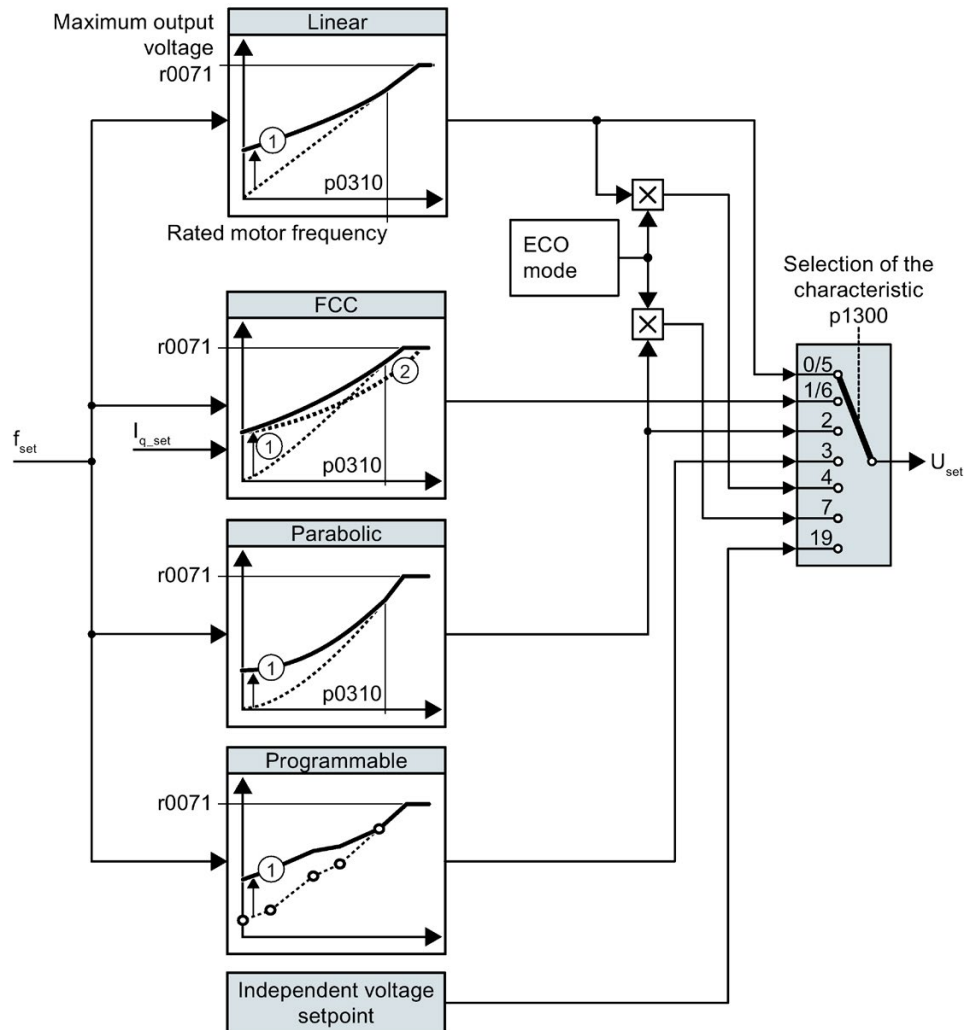 Maximum output
voltage
r0071
Linear
1
p0310
Rated motor frequency
ECO
mode
Selection of the
characteristic
p1300
FCC
r0071
2
1
p0310
f_set
I_q_set
0/5
1/6
2
3
4
7
19
U_set
Parabolic
r0071
1
p0310
Programmable
r0071
1
Independent voltage
setpoint